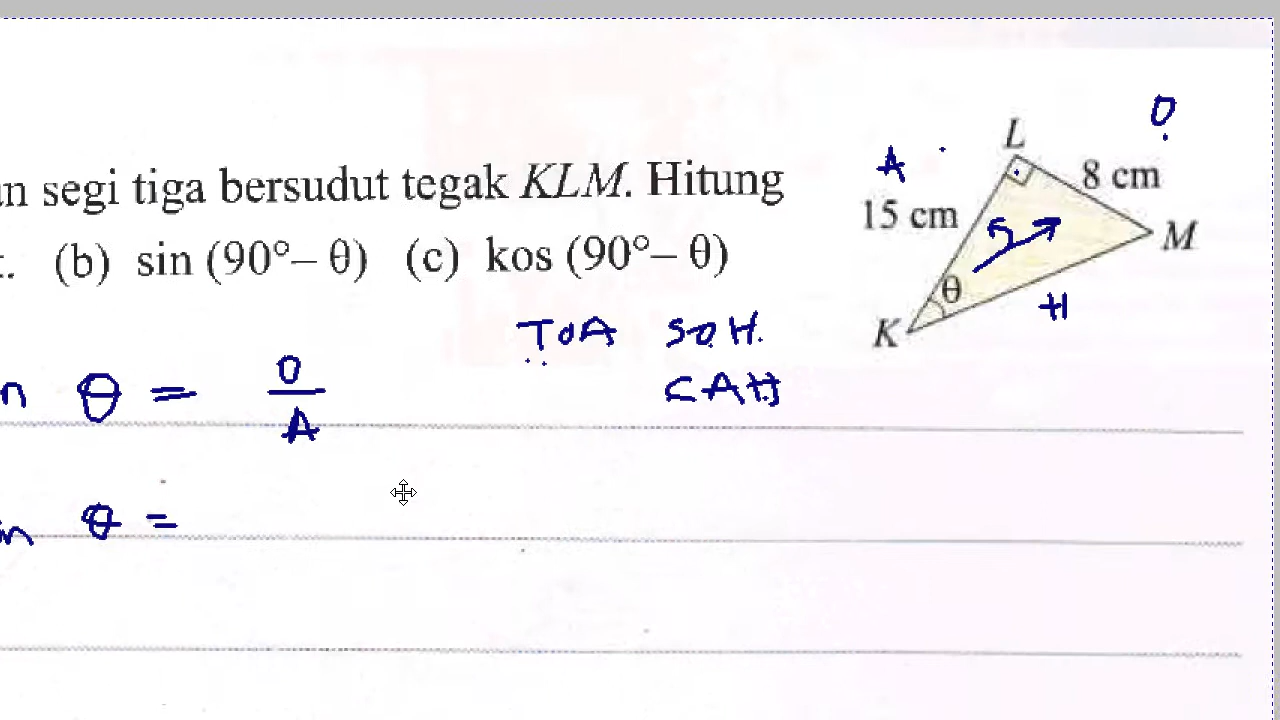 n segi tiga bersudut tegak KLM. Hitung
. (b) sin (90°– θ) (c) kos (90°– θ)
L
M
K
15 cm
8 cm
θ
A
O
H
TOA SOH.
CAH
n θ = O
A
n θ =